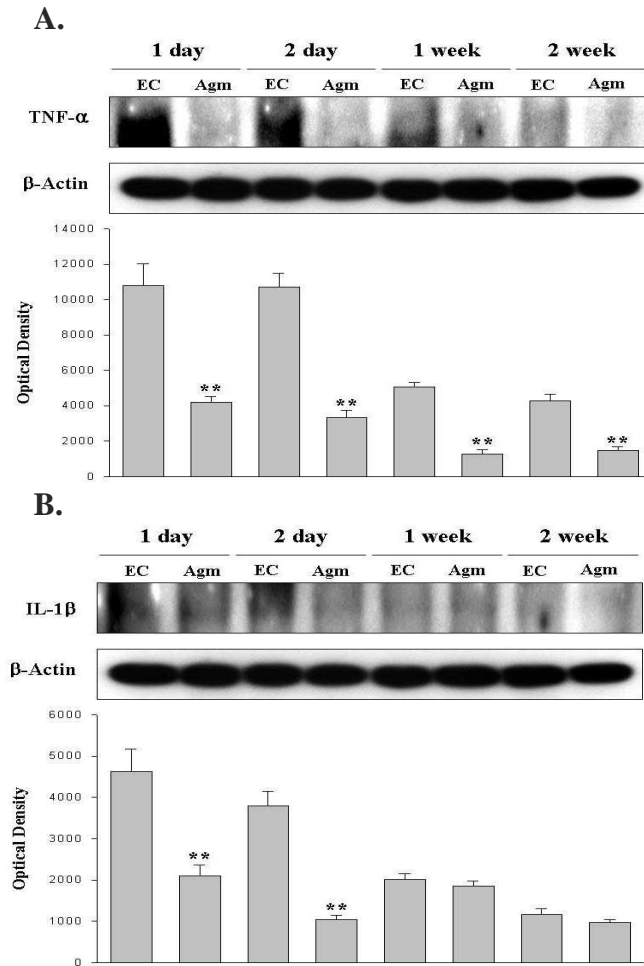 A.
1 day 2 day 1 week 2 week
EC Agm EC Agm EC Agm EC Agm
TNF-α
β-Actin
14000
12000
10000
8000
6000
4000
2000
0
Optical Density
** ** ** **
B.
1 day 2 day 1 week 2 week
EC Agm EC Agm EC Agm EC Agm
IL-1β
β-Actin
6000
5000
4000
3000
2000
1000
0
Optical Density
** **